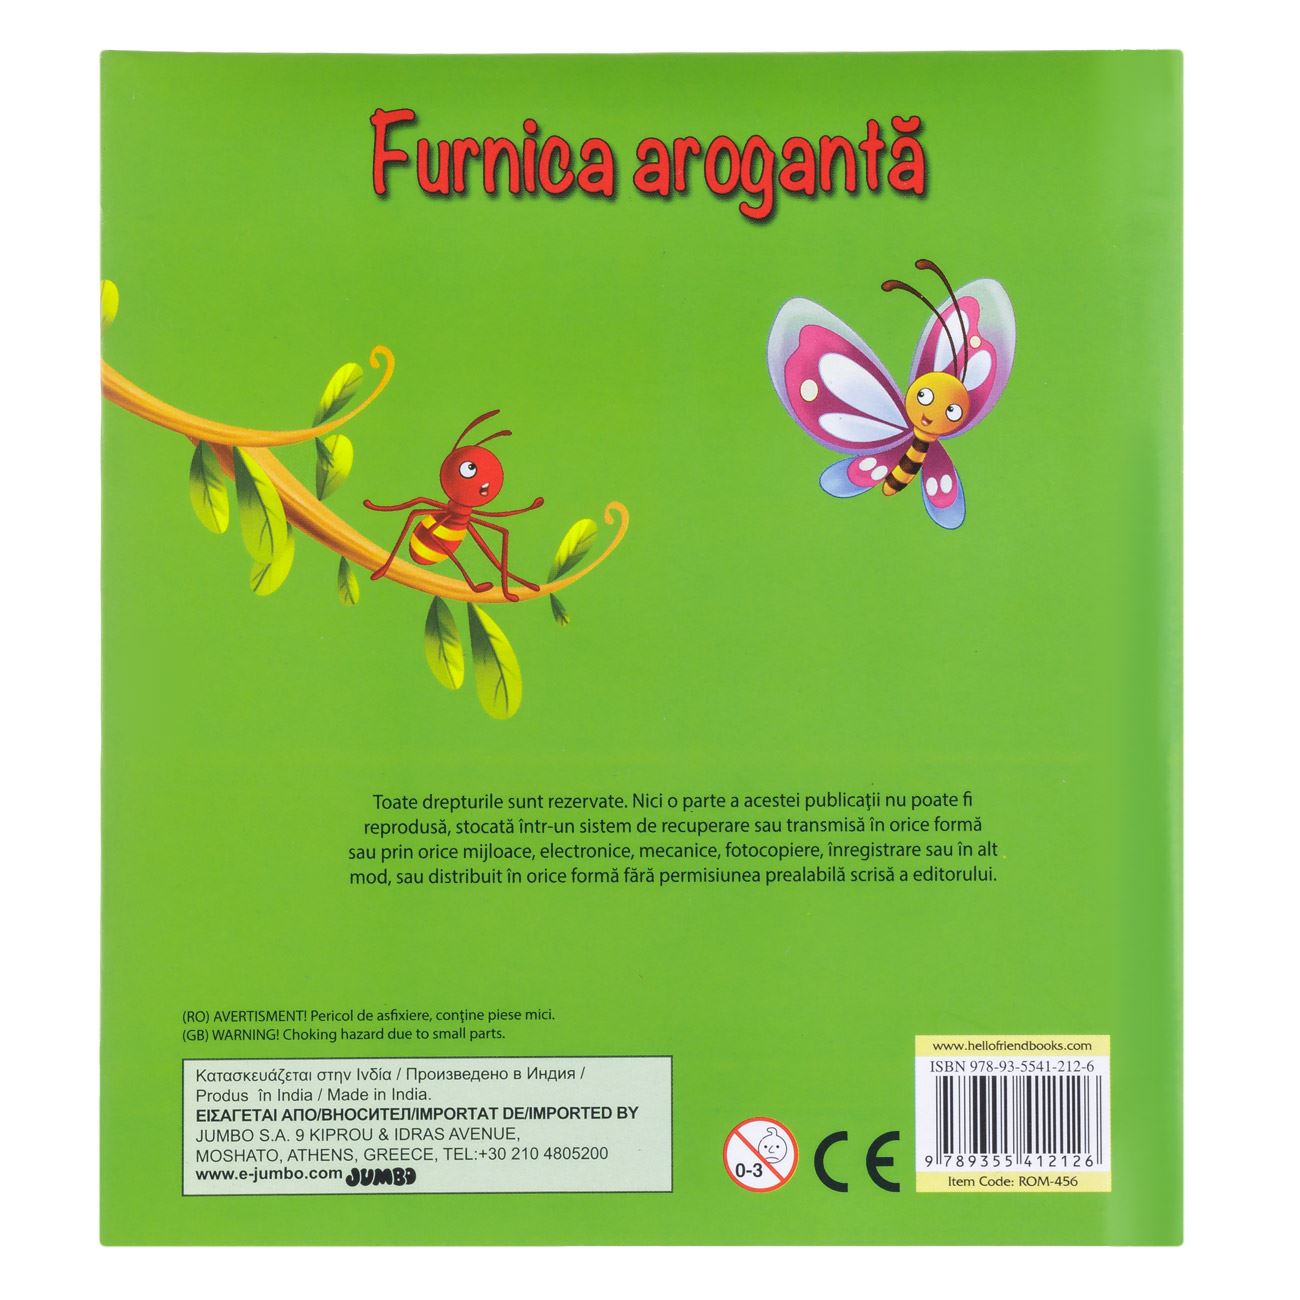 Furnica arogantă
Toate drepturile sunt rezervate. Nici o parte a acestei publicaţii nu poate fi
reprodusă, stocată într-un sistem de recuperare sau transmisă în orice formă
sau prin orice mijloace, electronice, mecanice, fotocopiere, înregistrare sau în alt
mod, sau distribuit în orice formă fără permisiunea prealabilă scrisă a editorului.
(RO) AVERTISMENT! Pericol de asfixiere, conţine piese mici.
(GB) WARNING! Choking hazard due to small parts.
Κατασκευάζεται στην Ινδία / Произведено в Индия /
Produs în India / Made in India.
ΕΙΣΑΓΕΤΑΙ ΑΠΟ/ВНОСИТЕЛ/IMPORTAT DE/IMPORTED BY
JUMBO S.A. 9 KIPROU & IDRAS AVENUE,
MOSHATO, ATHENS, GREECE, TEL:+30 210 4805200
www.e-jumbo.com JUMBO
0-3
CE
www.hellofriendbooks.com
ISBN 978-93-5541-212-6
9 789355 412126
Item Code: ROM-456